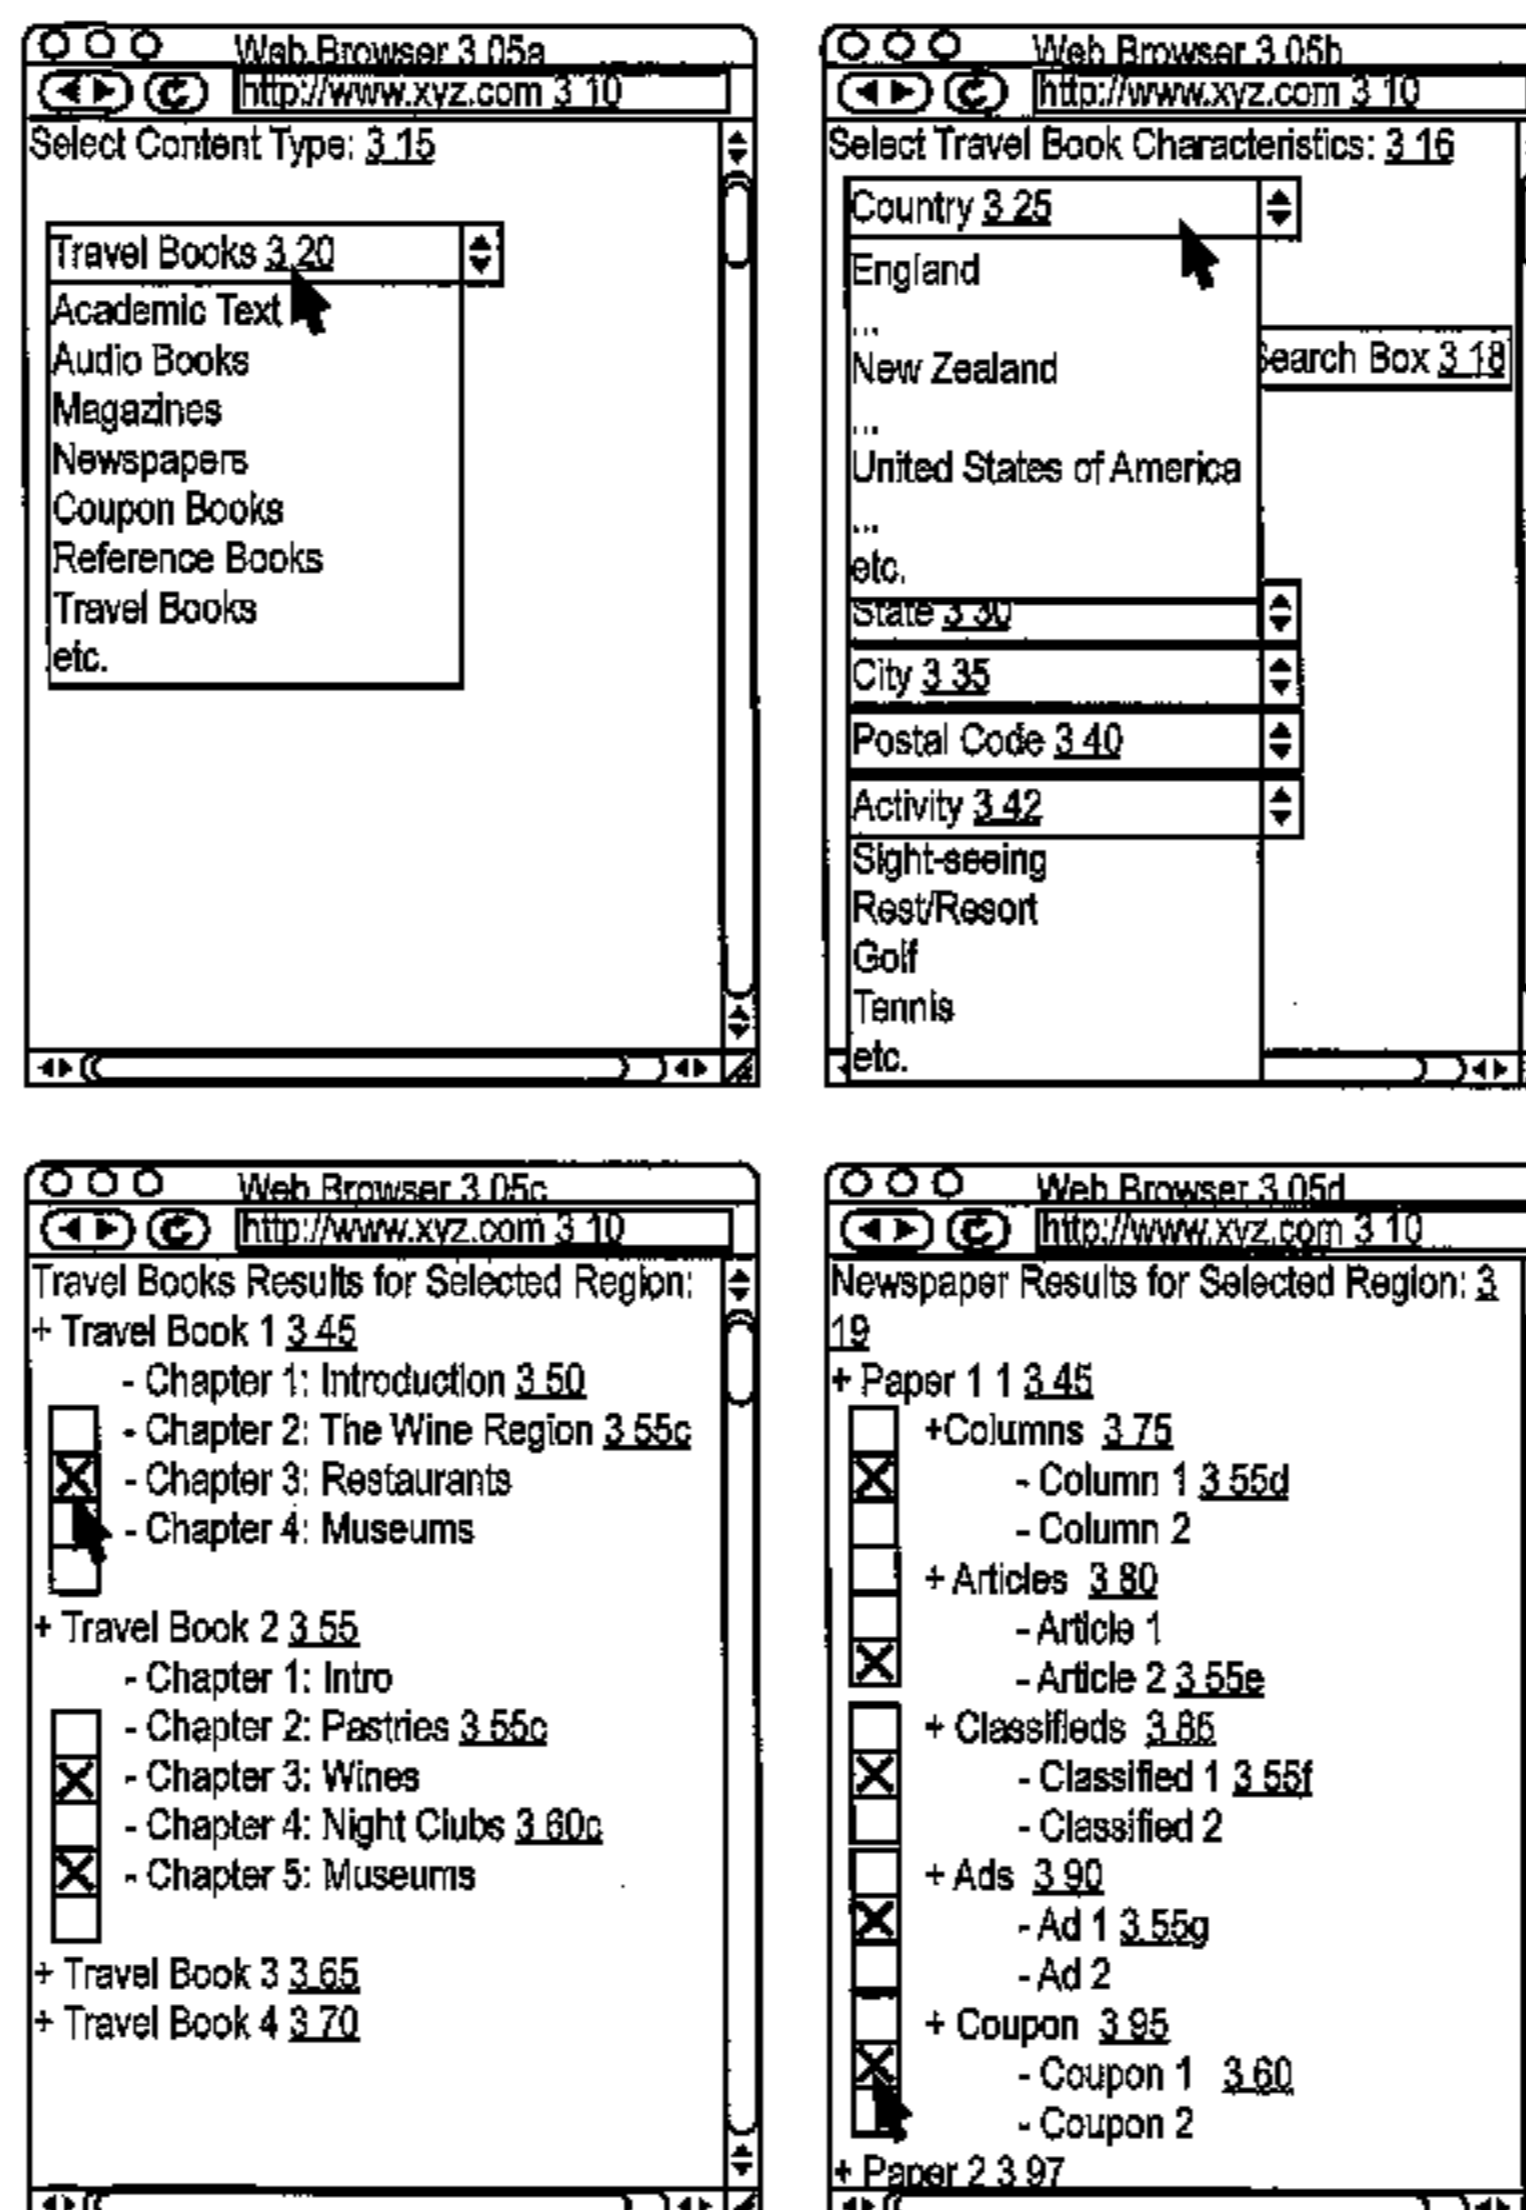 Web Browser 3 05a
http://www.xyz.com 3 10
Select Content Type: 3 15
Travel Books 3 20
Academic Text
Audio Books
Magazines
Newspapers
Coupon Books
Reference Books
Travel Books
etc.
Web Browser 3 05b
http://www.xyz.com 3 10
Select Travel Book Characteristics: 3 16
Country 3 25
England
...
New Zealand
Search Box 3 18
...
United States of America
...
etc.
State 3 30
City 3 35
Postal Code 3 40
Activity 3 42
Sight-seeing
Rest/Resort
Golf
Tennis
etc.
Web Browser 3 05c
http://www.xyz.com 3 10
Travel Books Results for Selected Region:
+ Travel Book 1 3 45
- Chapter 1: Introduction 3 50
- Chapter 2: The Wine Region 3 55c
- Chapter 3: Restaurants
- Chapter 4: Museums
+ Travel Book 2 3 55
- Chapter 1: Intro
- Chapter 2: Pastries 3 55c
- Chapter 3: Wines
- Chapter 4: Night Clubs 3 60c
- Chapter 5: Museums
+ Travel Book 3 3 65
+ Travel Book 4 3 70
Web Browser 3 05d
http://www.xyz.com 3 10
Newspaper Results for Selected Region: 3
19
+ Paper 1 1 3 45
+Columns 3 75
- Column 1 3 55d
- Column 2
+ Articles 3 80
- Article 1
- Article 2 3 55e
+ Classifieds 3 85
- Classified 1 3 55f
- Classified 2
+ Ads 3 90
- Ad 1 3 55g
- Ad 2
+ Coupon 3 95
- Coupon 1 3 60
- Coupon 2
+ Paper 2 3 97